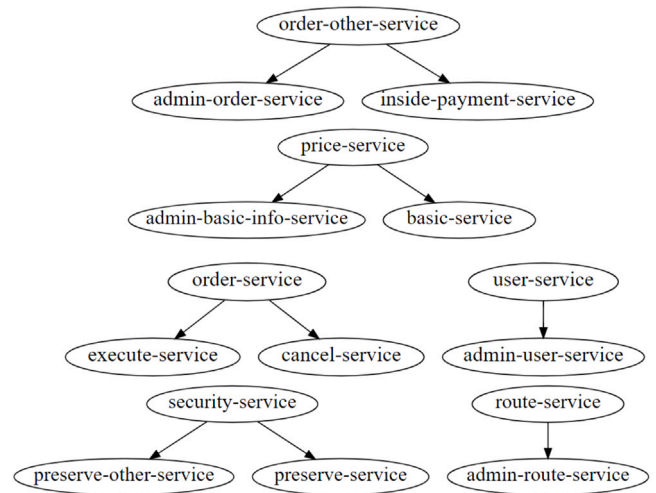 order-other-service
admin-order-service
inside-payment-service
price-service
admin-basic-info-service
basic-service
order-service
user-service
execute-service
cancel-service
admin-user-service
security-service
route-service
preserve-other-service
preserve-service
admin-route-service